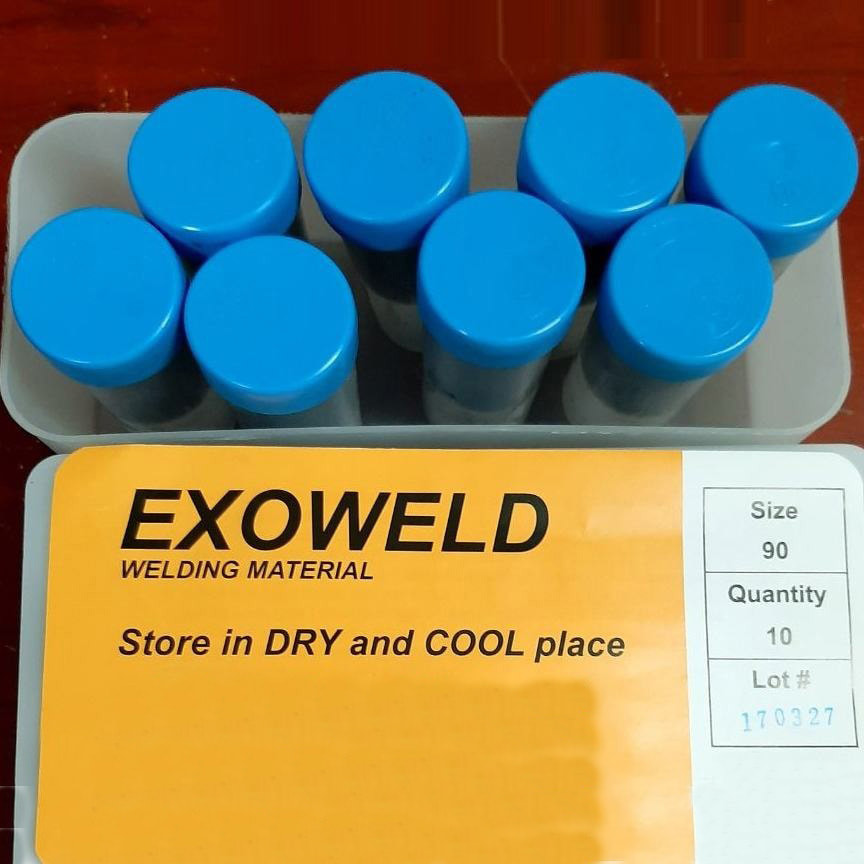 EXOWELD
WELDING MATERIAL
Store in DRY and COOL place
Size
90
Quantity
10
Lot #
170327